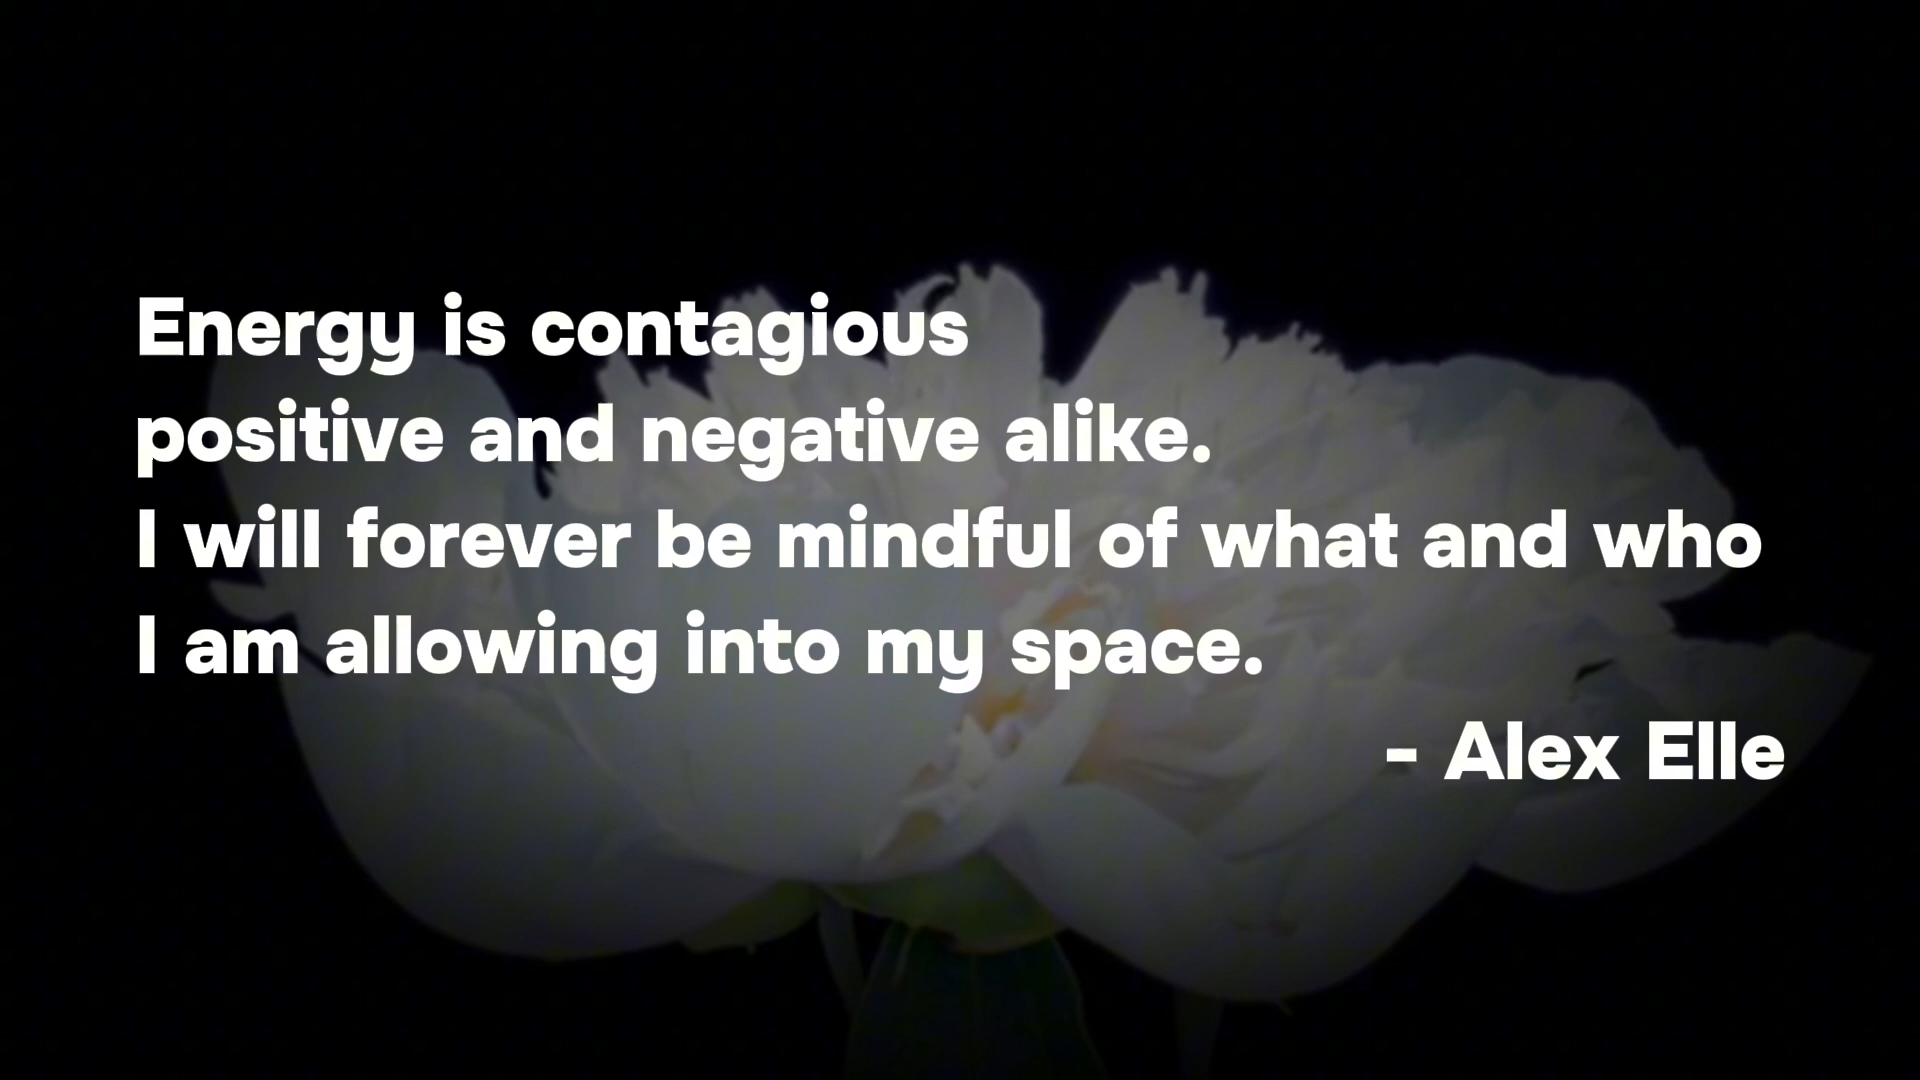 Energy is contagious
positive and negative alike.
I will forever be mindful of what and who
I am allowing into my space.
- Alex Elle